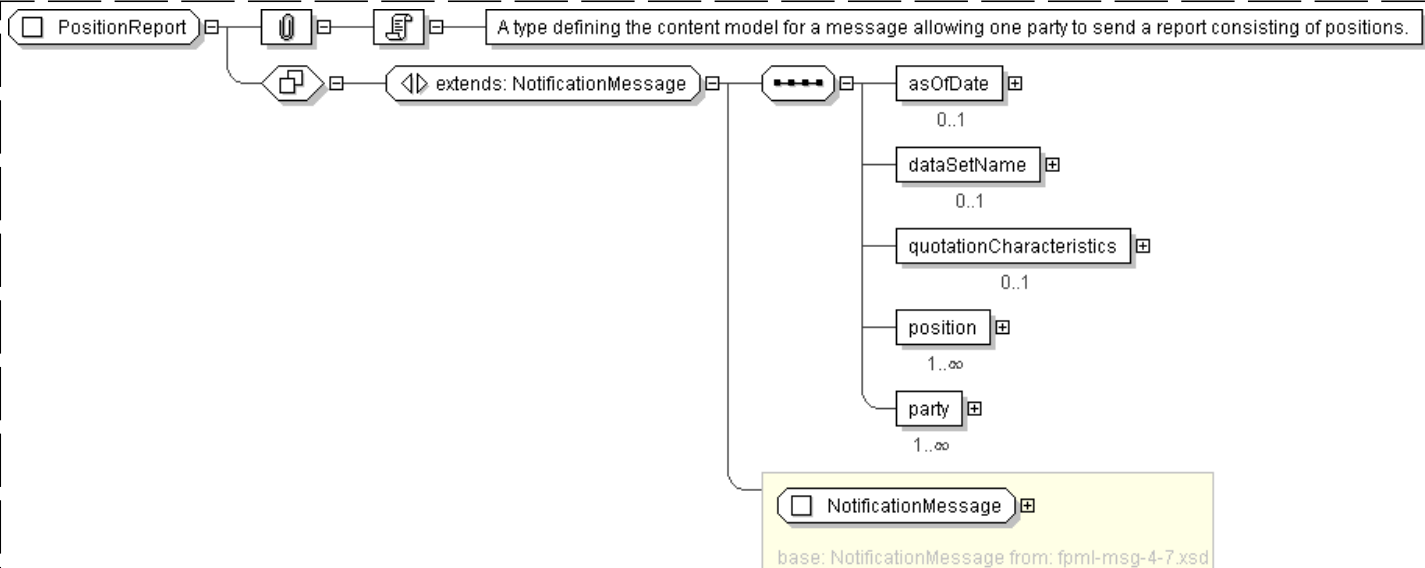 PositionReport
A type defining the content model for a message allowing one party to send a report consisting of positions.
extends: NotificationMessage
asOfDate
0..1
dataSetName
0..1
quotationCharacteristics
0..1
position
1..∞
party
1..∞
NotificationMessage
base: NotificationMessage from: fpml-msg-4-7.xsd